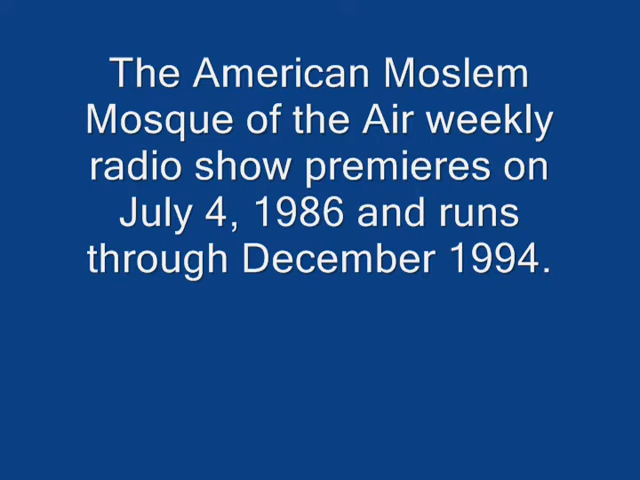 The American Moslem
Mosque of the Air weekly
radio show premieres on
July 4, 1986 and runs
through December 1994.